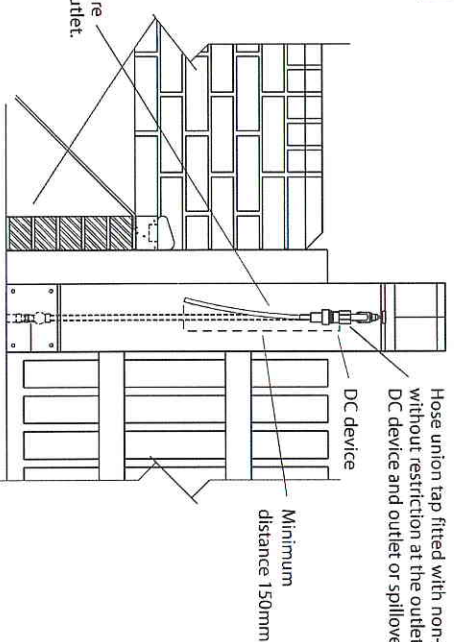 Hose union tap fitted with non-
without restriction at the outlet
DC device and outlet or spillove
DC device
Minimum
distance 150mm
re
utlet.